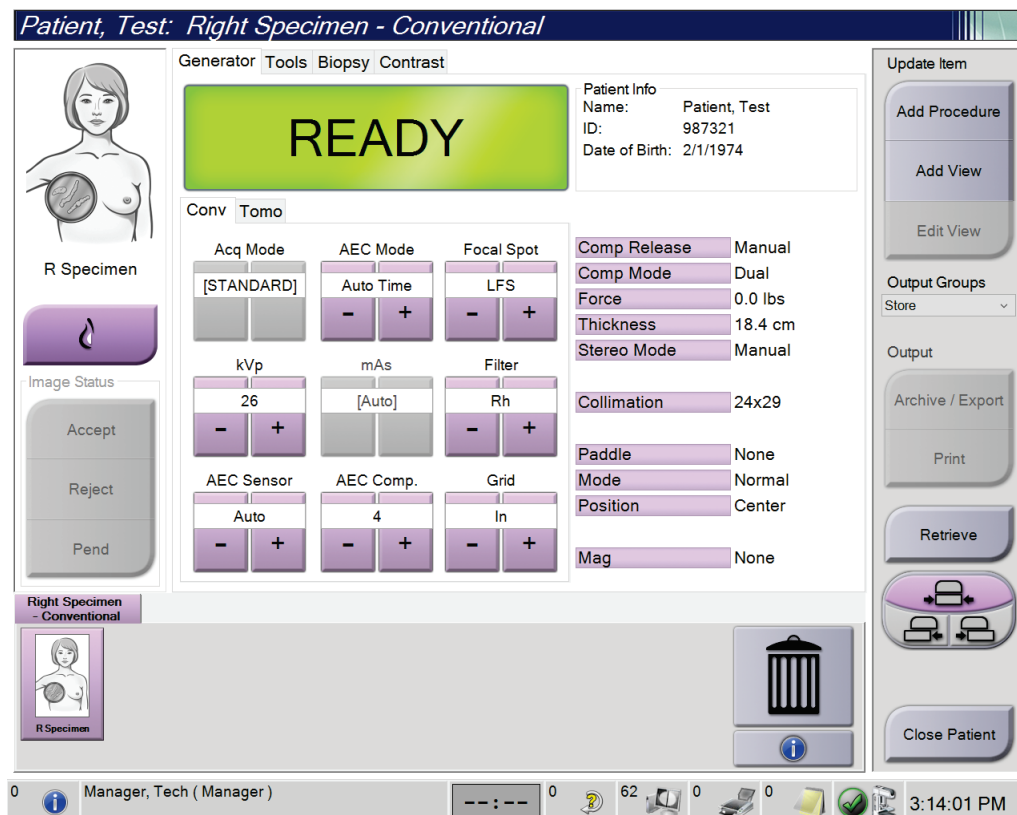 Patient, Test:  Right Specimen - Conventional
R Specimen
Image Status
Accept
Reject
Pend
Generator Tools Biopsy Contrast
READY
Patient Info
Name: Patient, Test
ID: 987321
Date of Birth: 2/1/1974
Conv Tomo
Acq Mode AEC Mode Focal Spot
[STANDARD] Auto Time LFS
- + - +
kVp mAs Filter
26 [Auto] Rh
- + - +
AEC Sensor AEC Comp. Grid
Auto 4 In
- + - + - +
Comp Release Manual
Comp Mode Dual
Force 0.0 lbs
Thickness 18.4 cm
Stereo Mode Manual
Collimation 24x29
Paddle None
Mode Normal
Position Center
Mag None
Update Item
Add Procedure
Add View
Edit View
Output Groups
Store
Output
Archive / Export
Print
Retrieve
Close Patient
Right Specimen
- Conventional
R Specimen
0 Manager, Tech ( Manager ) --:-- 0 62 0 0 3:14:01 PM